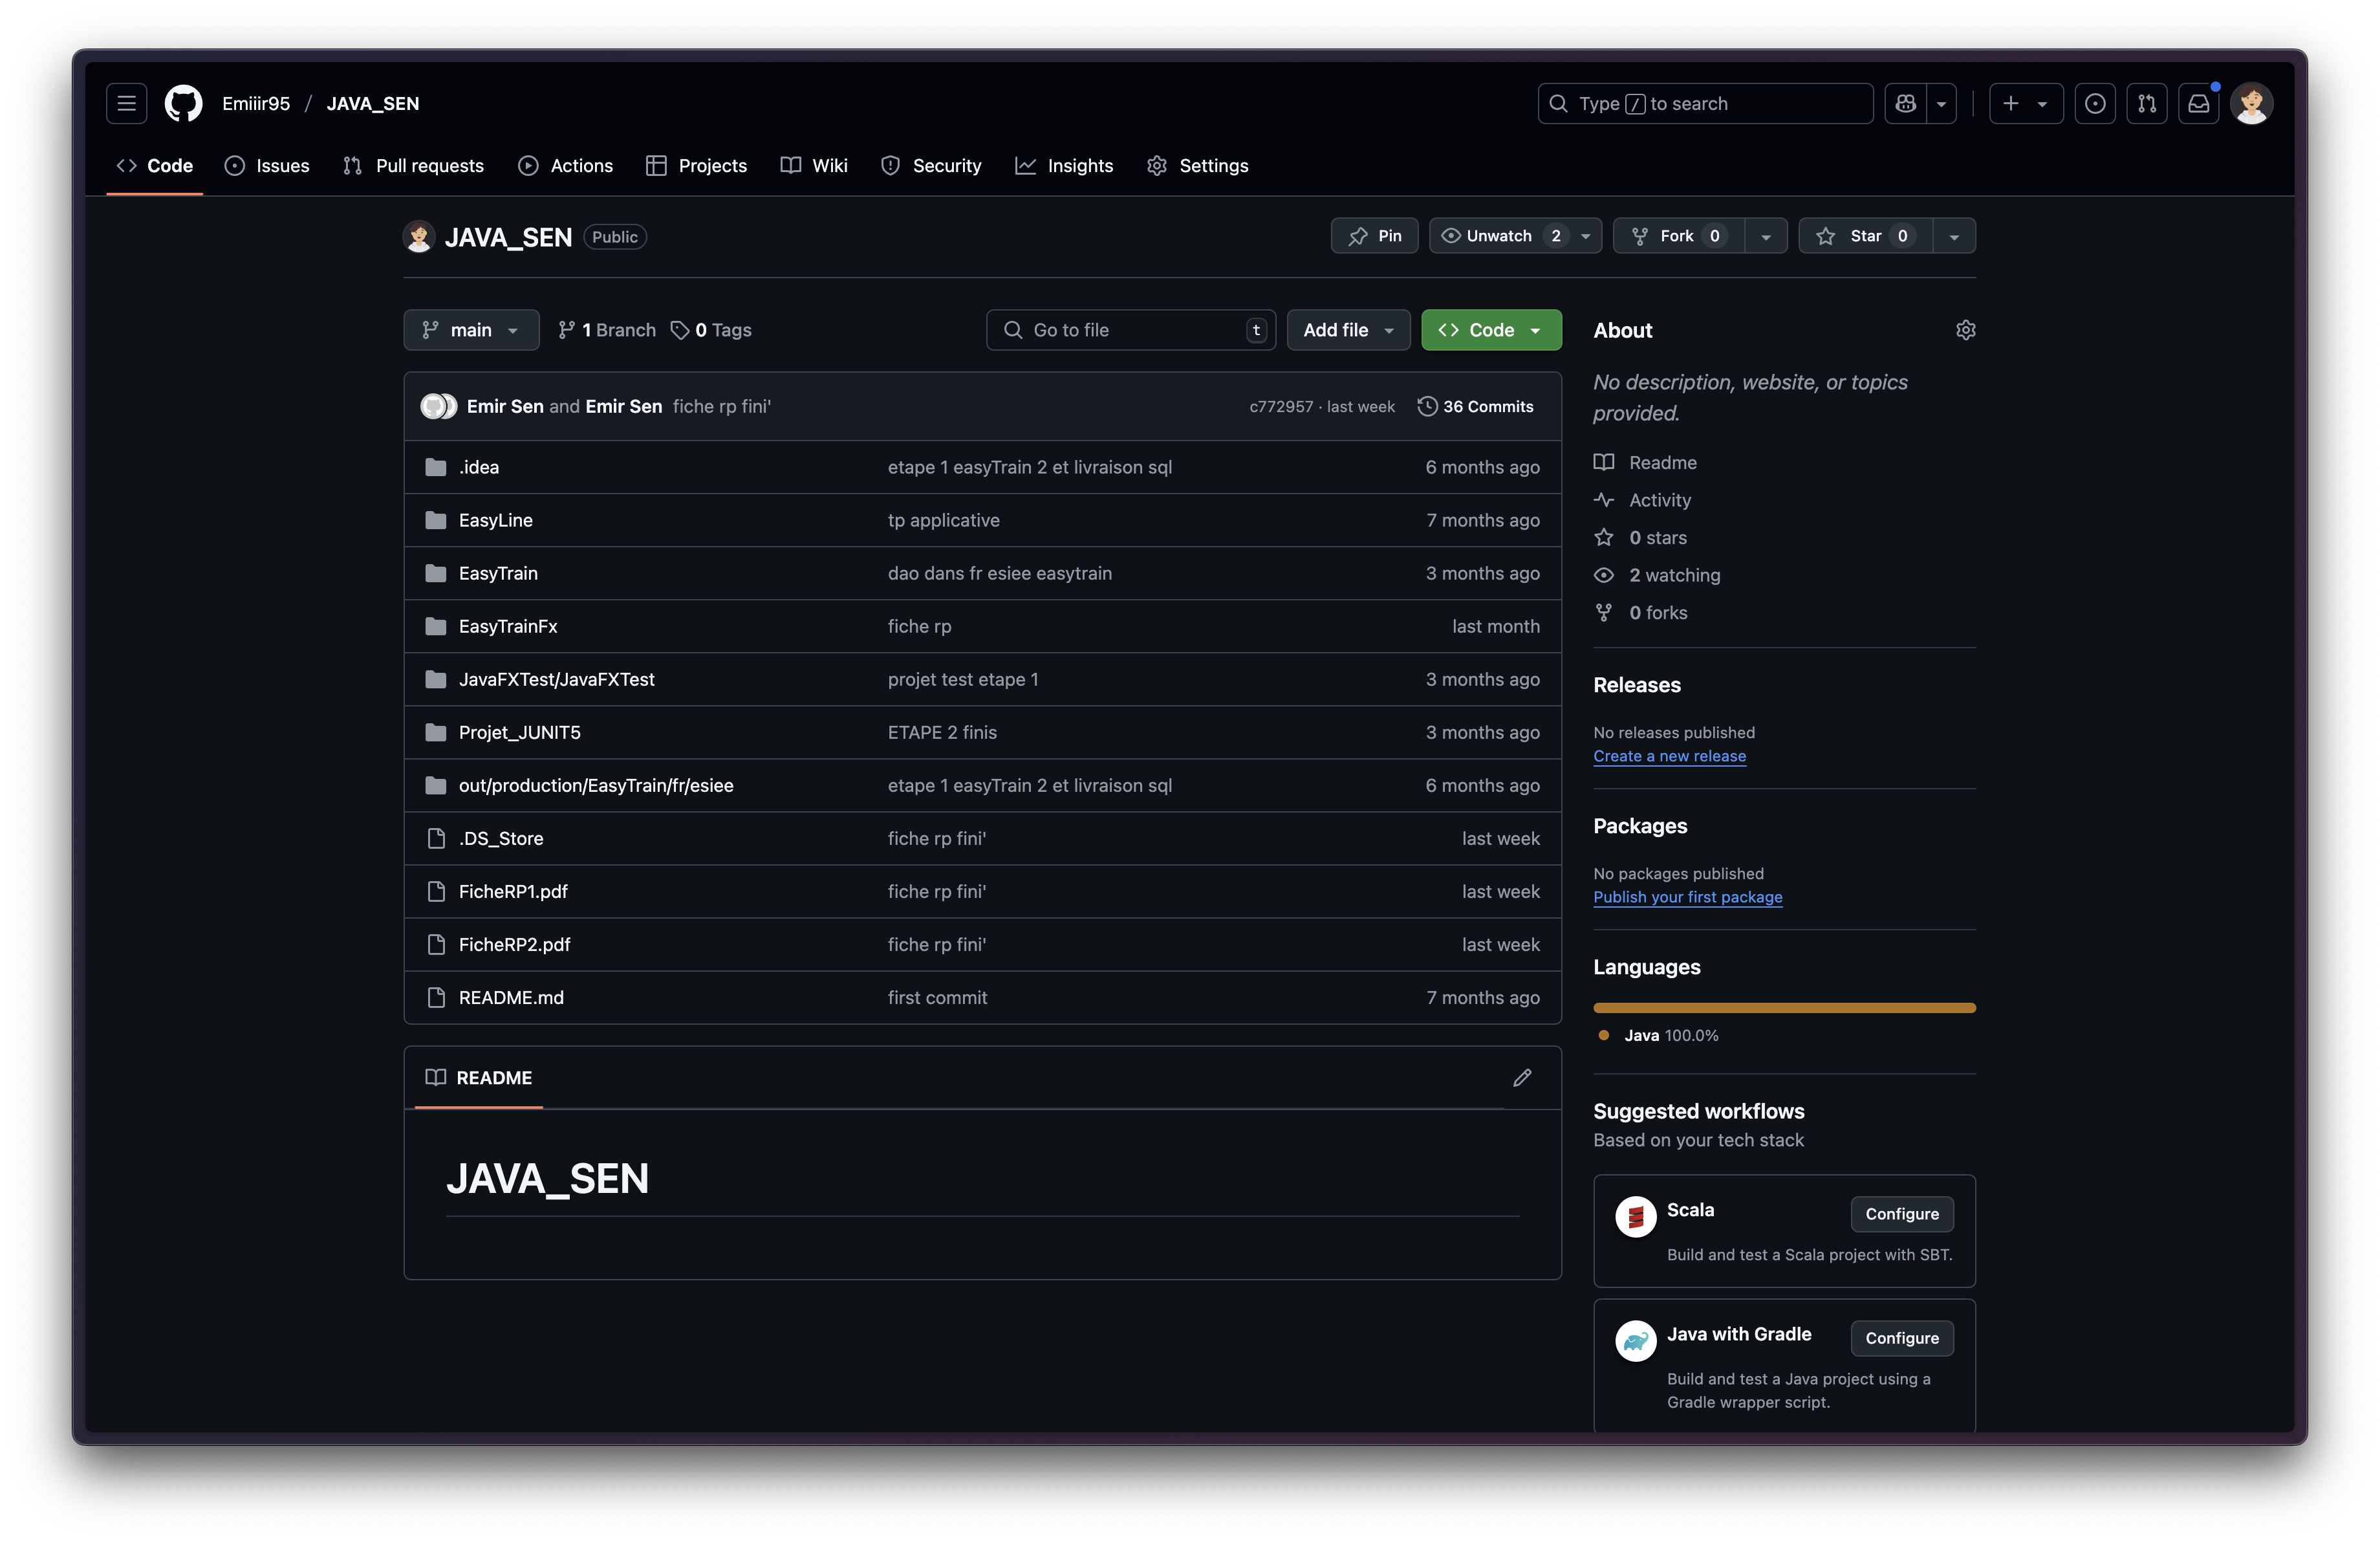 Emiiir95 / JAVA_SEN
Type / to search
Code Issues Pull requests Actions Projects Wiki Security Insights Settings
JAVA_SEN Public
Pin Unwatch 2 Fork 0 Star 0
main 1 Branch 0 Tags
Go to file t
Add file
Code
Emir Sen and Emir Sen fiche rp fini' c772957 · last week 36 Commits
.idea etape 1 easyTrain 2 et livraison sql 6 months ago
EasyLine tp applicative 7 months ago
EasyTrain dao dans fr esiee easytrain 3 months ago
EasyTrainFx fiche rp last month
JavaFXTest/JavaFXTest projet test etape 1 3 months ago
Projet_JUNIT5 ETAPE 2 finis 3 months ago
out/production/EasyTrain/fr/esiee etape 1 easyTrain 2 et livraison sql 6 months ago
.DS_Store fiche rp fini' last week
FicheRP1.pdf fiche rp fini' last week
FicheRP2.pdf fiche rp fini' last week
README.md first commit 7 months ago
README
JAVA_SEN
About
No description, website, or topics
provided.
Readme
Activity
0 stars
2 watching
0 forks
Releases
No releases published
Create a new release
Packages
No packages published
Publish your first package
Languages
Java 100.0%
Suggested workflows
Based on your tech stack
Scala Configure
Build and test a Scala project with SBT.
Java with Gradle Configure
Build and test a Java project using a
Gradle wrapper script.